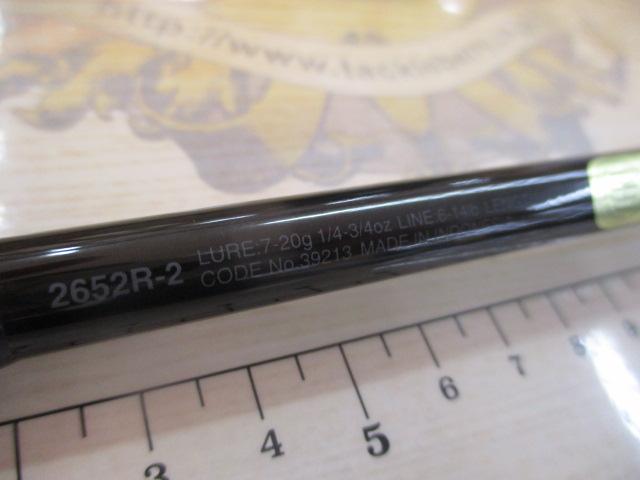 http://www.tackleisland
2652R-2
LURE:7-20g 1/4-3/4oz LINE:6-14lb
CODE No.39213 MADE IN
3 4 5 6 7 8